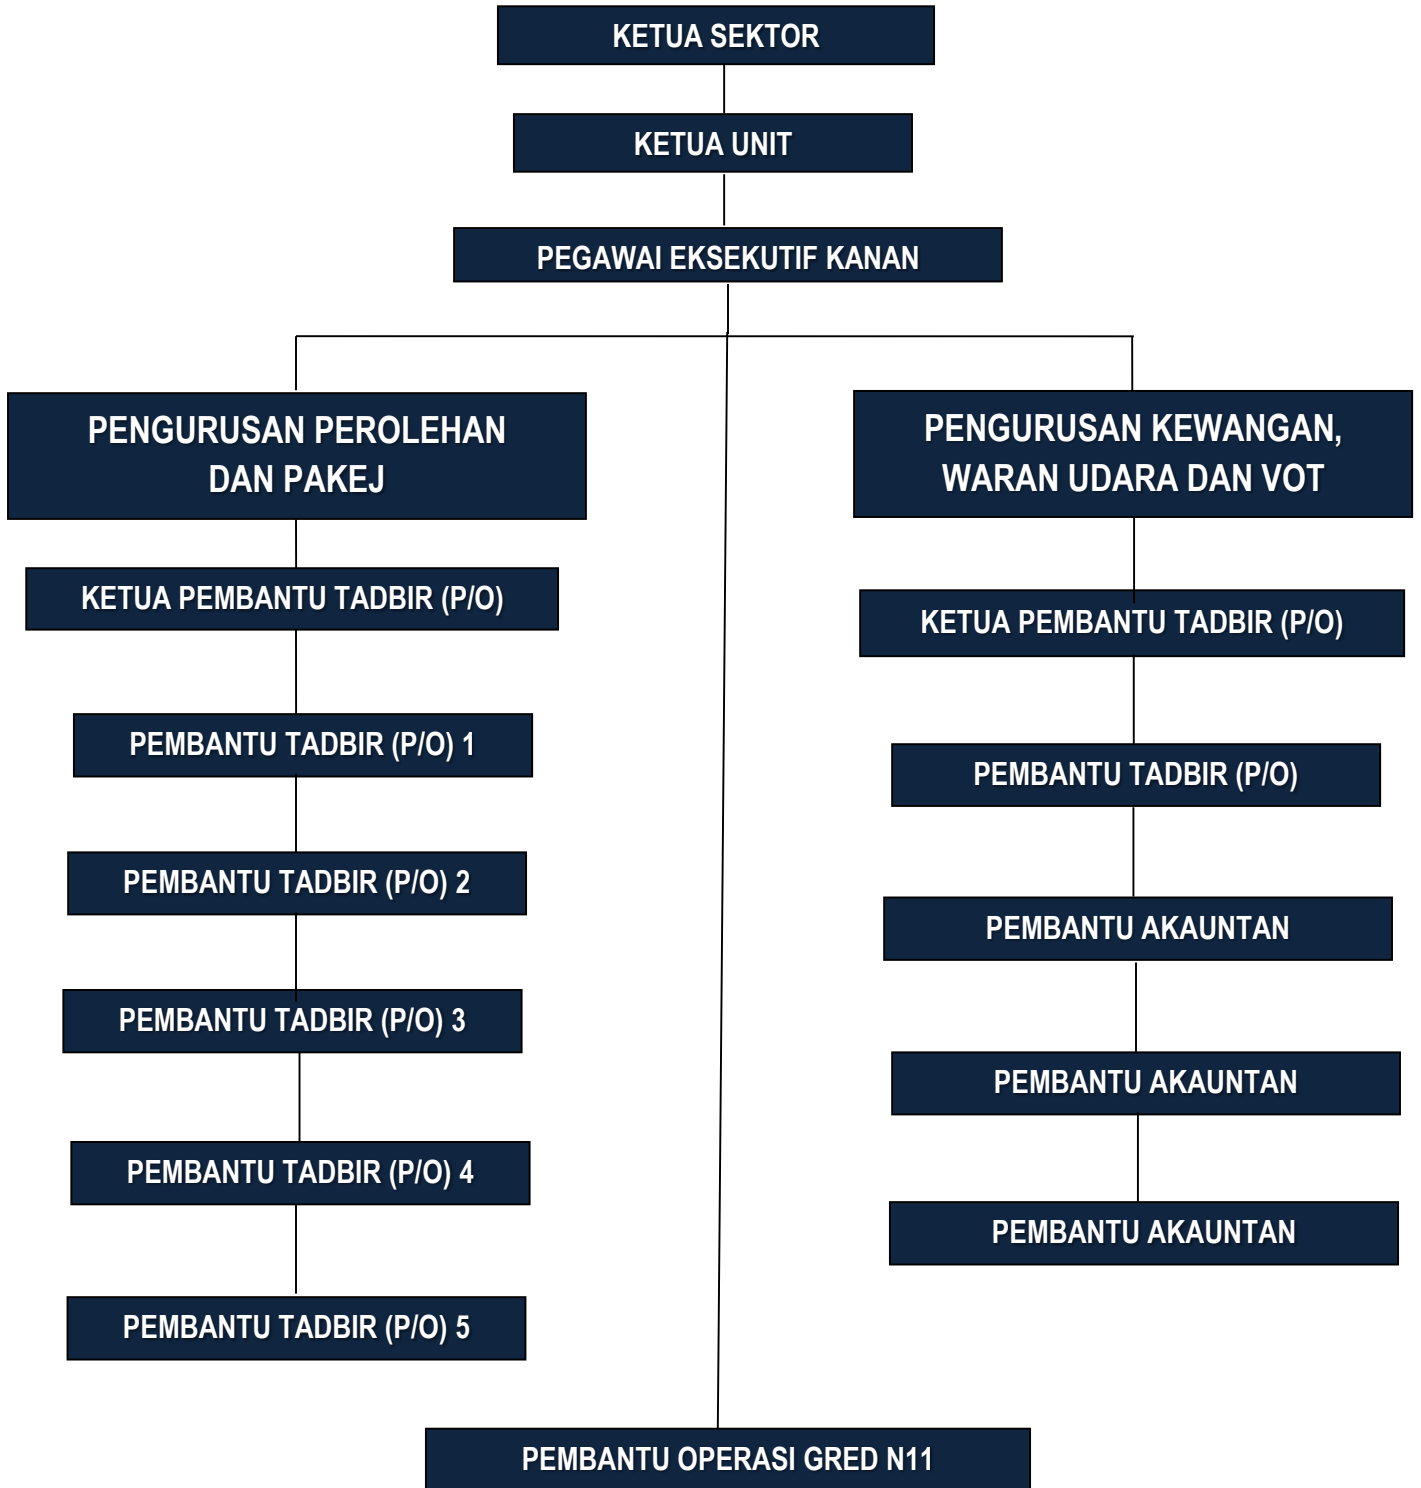 KETUA SEKTOR
KETUA UNIT
PEGAWAI EKSEKUTIF KANAN
PENGURUSAN PEROLEHAN
DAN PAKEJ
KETUA PEMBANTU TADBIR (P/O)
PEMBANTU TADBIR (P/O) 1
PEMBANTU TADBIR (P/O) 2
PEMBANTU TADBIR (P/O) 3
PEMBANTU TADBIR (P/O) 4
PEMBANTU TADBIR (P/O) 5
PENGURUSAN KEWANGAN,
WARAN UDARA DAN VOT
KETUA PEMBANTU TADBIR (P/O)
PEMBANTU TADBIR (P/O)
PEMBANTU AKAUNTAN
PEMBANTU AKAUNTAN
PEMBANTU AKAUNTAN
PEMBANTU OPERASI GRED N11